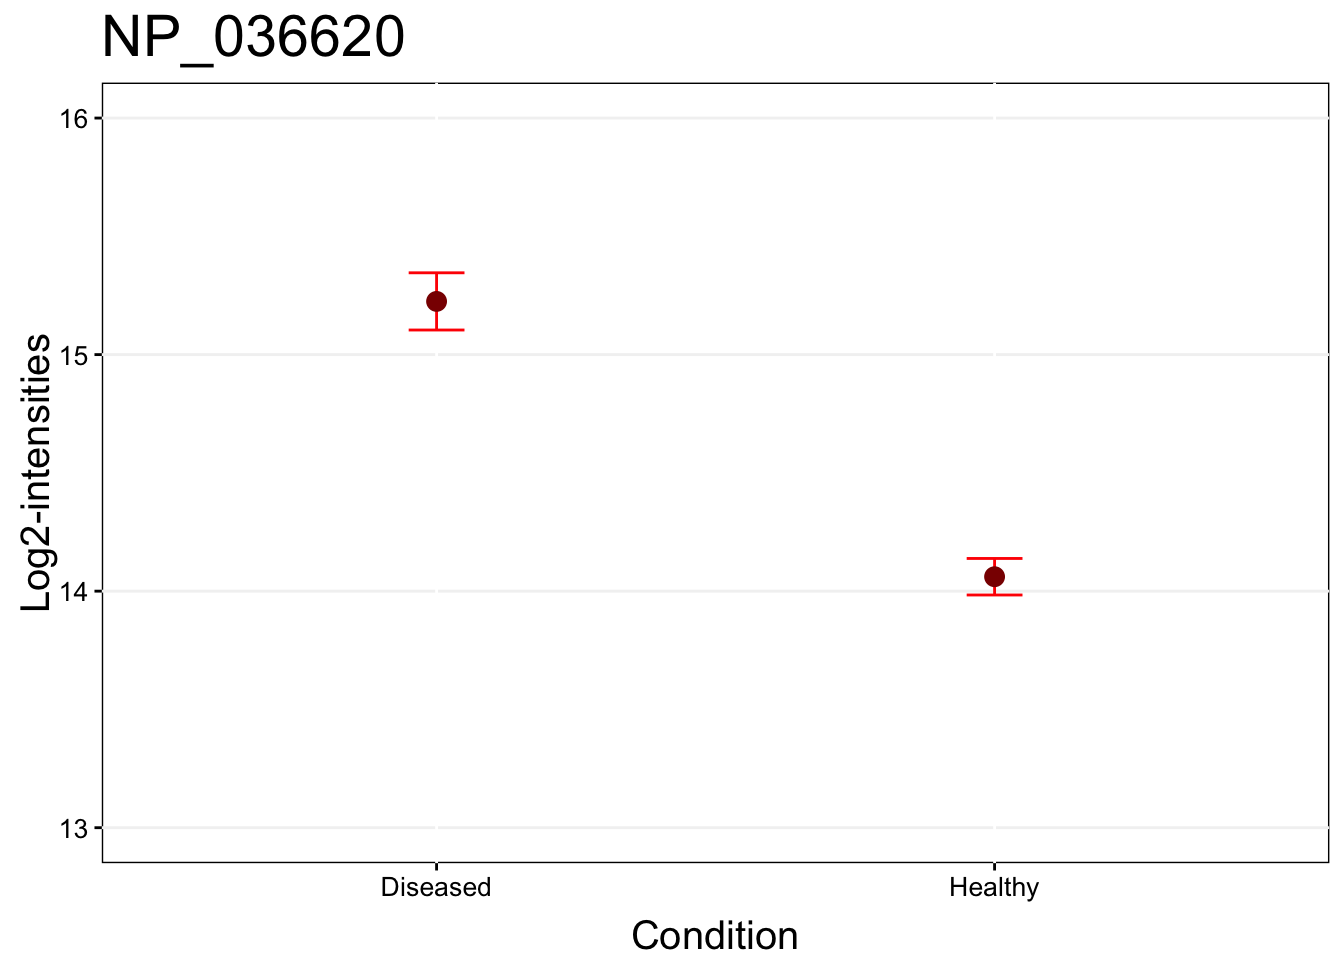 NP_036620
16
15
14
13
Log2-intensities
Diseased Healthy
Condition